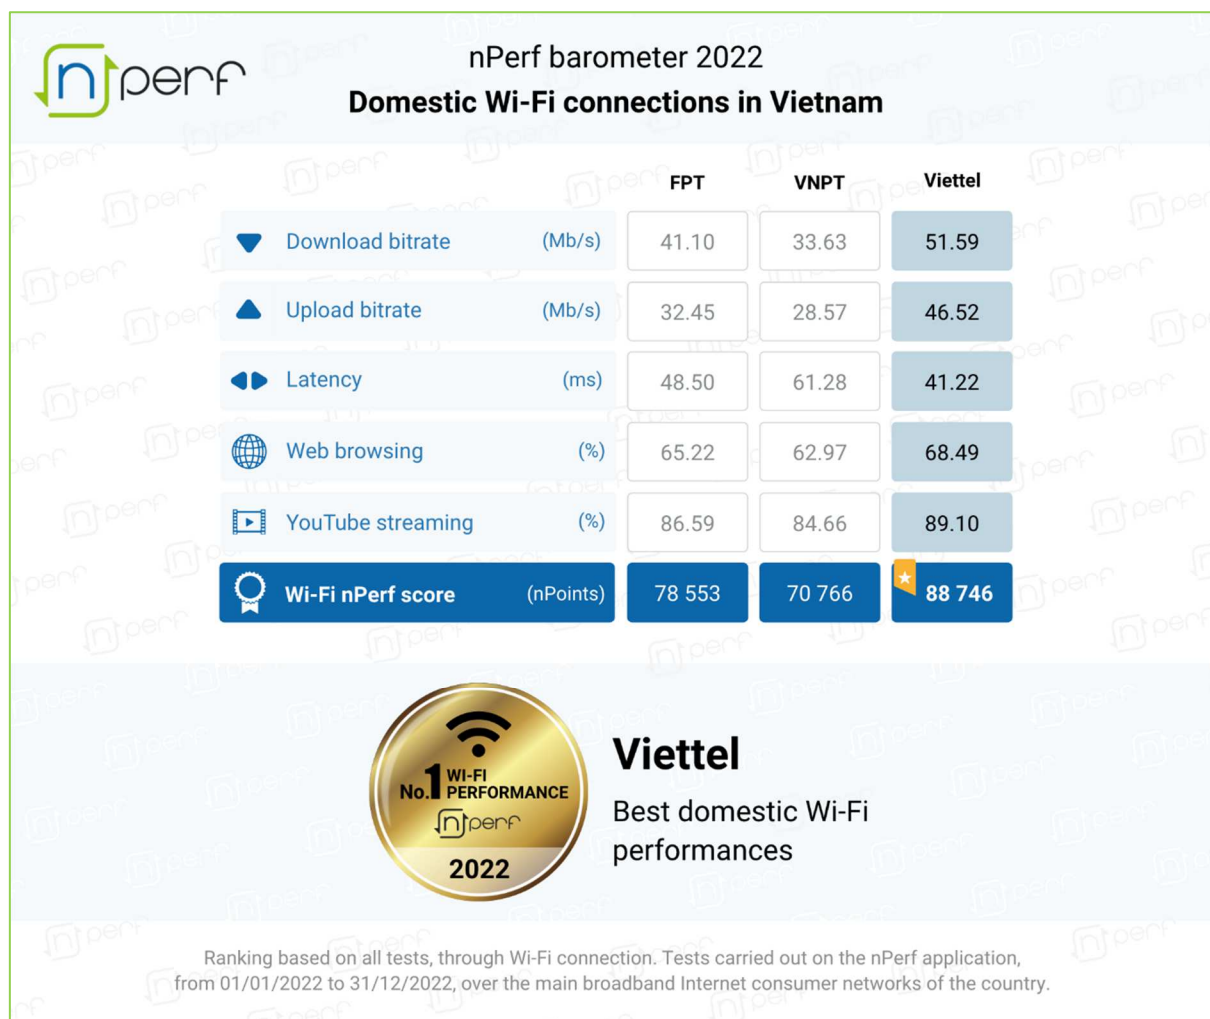 nperf
nPerf barometer 2022
Domestic Wi-Fi connections in Vietnam
FPT VNPT Viettel
Download bitrate (Mb/s) 41.10 33.63 51.59
Upload bitrate (Mb/s) 32.45 28.57 46.52
Latency (ms) 48.50 61.28 41.22
Web browsing (%) 65.22 62.97 68.49
YouTube streaming (%) 86.59 84.66 89.10
Wi-Fi nPerf score (nPoints) 78 553 70 766 88 746
No.1 WI-FI
PERFORMANCE
nperf
2022
Viettel
Best domestic Wi-Fi
performances
Ranking based on all tests, through Wi-Fi connection. Tests carried out on the nPerf application,
from 01/01/2022 to 31/12/2022, over the main broadband Internet consumer networks of the country.